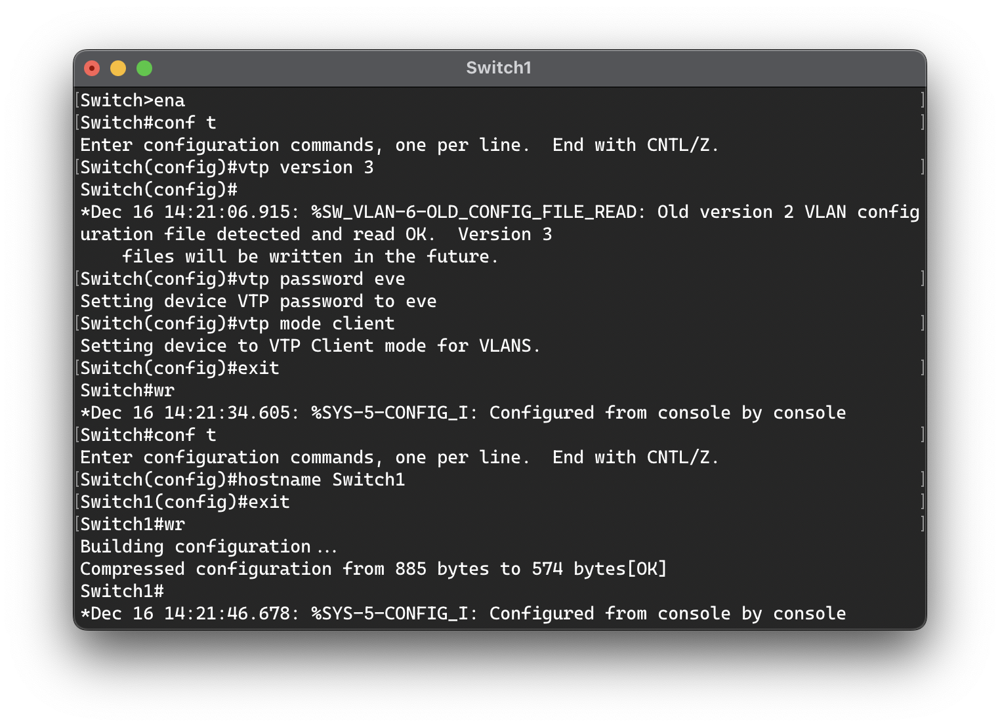 Switch1
[Switch>ena ]
[Switch#conf t ]
Enter configuration commands, one per line.  End with CNTL/Z.
[Switch(config)#vtp version 3 ]
Switch(config)#
*Dec 16 14:21:06.915: %SW_VLAN-6-OLD_CONFIG_FILE_READ: Old version 2 VLAN config
uration file detected and read OK.  Version 3
    files will be written in the future.
[Switch(config)#vtp password eve ]
Setting device VTP password to eve
[Switch(config)#vtp mode client ]
Setting device to VTP Client mode for VLANS.
[Switch(config)#exit ]
Switch#wr
*Dec 16 14:21:34.605: %SYS-5-CONFIG_I: Configured from console by console
[Switch#conf t ]
Enter configuration commands, one per line.  End with CNTL/Z.
[Switch(config)#hostname Switch1 ]
[Switch1(config)#exit ]
[Switch1#wr ]
Building configuration...
Compressed configuration from 885 bytes to 574 bytes[OK]
Switch1#
*Dec 16 14:21:46.678: %SYS-5-CONFIG_I: Configured from console by console